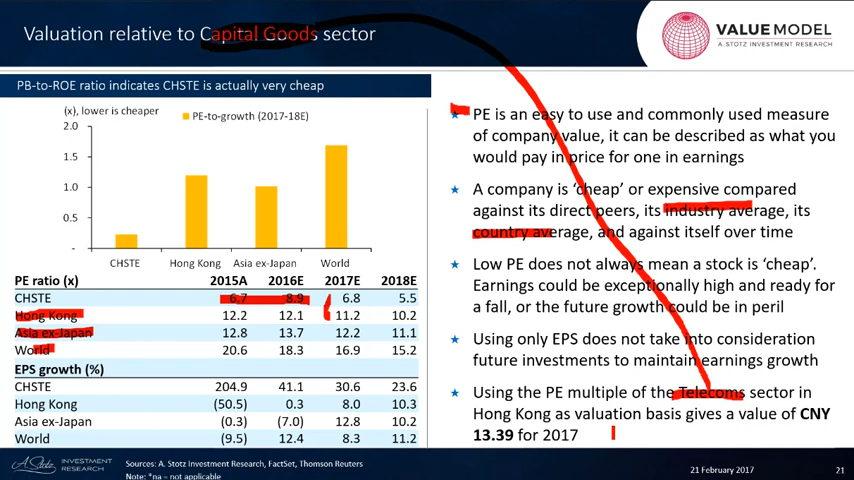 Valuation relative to Capital Goods sector
VALUE MODEL
A. STOTZ INVESTMENT RESEARCH
PB-to-ROE ratio indicates CHSTE is actually very cheap
(x), lower is cheaper
PE-to-growth (2017-18E)
2.0
1.5
1.0
0.5
-
CHSTE Hong Kong Asia ex-Japan World
PE ratio (x) 2015A 2016E 2017E 2018E
CHSTE 6.7 8.9 6.8 5.5
Hong Kong 12.2 12.1 11.2 10.2
Asia ex-Japan 12.8 13.7 12.2 11.1
World 20.6 18.3 16.9 15.2
EPS growth (%)
CHSTE 204.9 41.1 30.6 23.6
Hong Kong (50.5) 0.3 8.0 10.3
Asia ex-Japan (0.3) (7.0) 12.8 10.2
World (9.5) 12.4 8.3 11.2
PE is an easy to use and commonly used measure
of company value, it can be described as what you
would pay in price for one in earnings
A company is 'cheap' or expensive compared
against its direct peers, its industry average, its
country average, and against itself over time
Low PE does not always mean a stock is 'cheap'.
Earnings could be exceptionally high and ready for
a fall, or the future growth could be in peril
Using only EPS does not take into consideration
future investments to maintain earnings growth
Using the PE multiple of the Telecoms sector in
Hong Kong as valuation basis gives a value of CNY
13.39 for 2017
A. Stotz INVESTMENT
RESEARCH
Sources: A. Stotz Investment Research, FactSet, Thomson Reuters
Note: *na = not applicable
21 February 2017
21